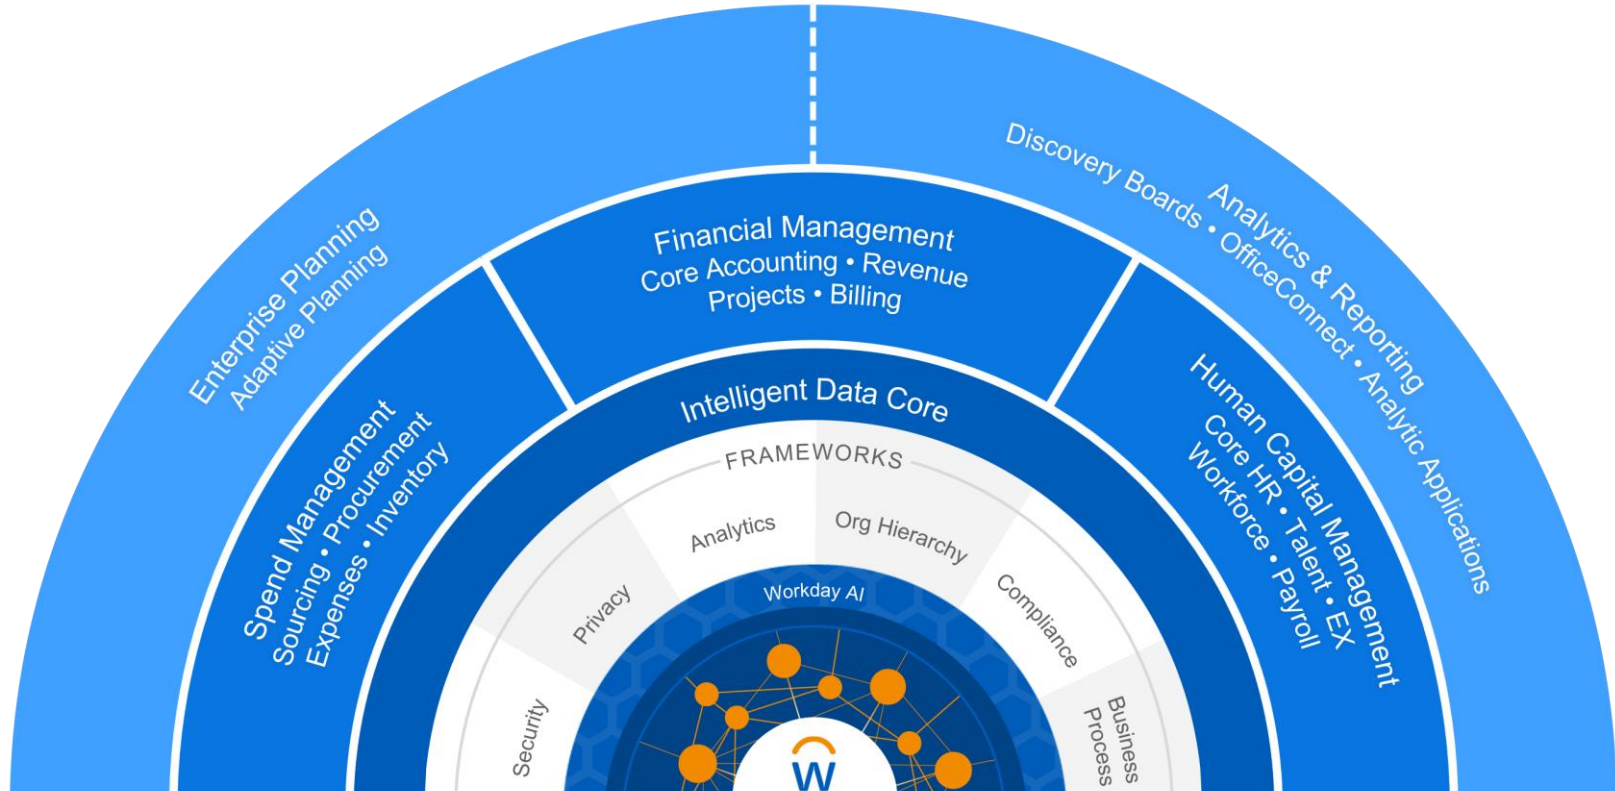 Enterprise Planning
Adaptive Planning
Analytics & Reporting
Discovery Boards • OfficeConnect • Analytic Applications
Spend Management
Sourcing • Procurement
Expenses • Inventory
Financial Management
Core Accounting • Revenue
Projects • Billing
Human Capital Management
Core HR • Talent • EX
Workforce • Payroll
Intelligent Data Core
FRAMEWORKS
Security
Privacy
Analytics
Org Hierarchy
Compliance
Business
Process
Workday AI
W